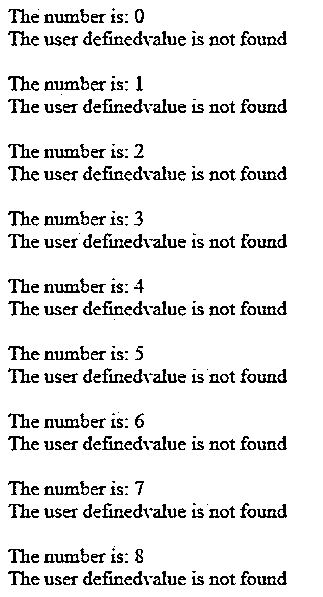 The number is: 0
The user definedvalue is not found
The number is: 1
The user definedvalue is not found
The number is: 2
The user definedvalue is not found
The number is: 3
The user definedvalue is not found
The number is: 4
The user definedvalue is not found
The number is: 5
The user definedvalue is not found
The number is: 6
The user definedvalue is not found
The number is: 7
The user definedvalue is not found
The number is: 8
The user definedvalue is not found